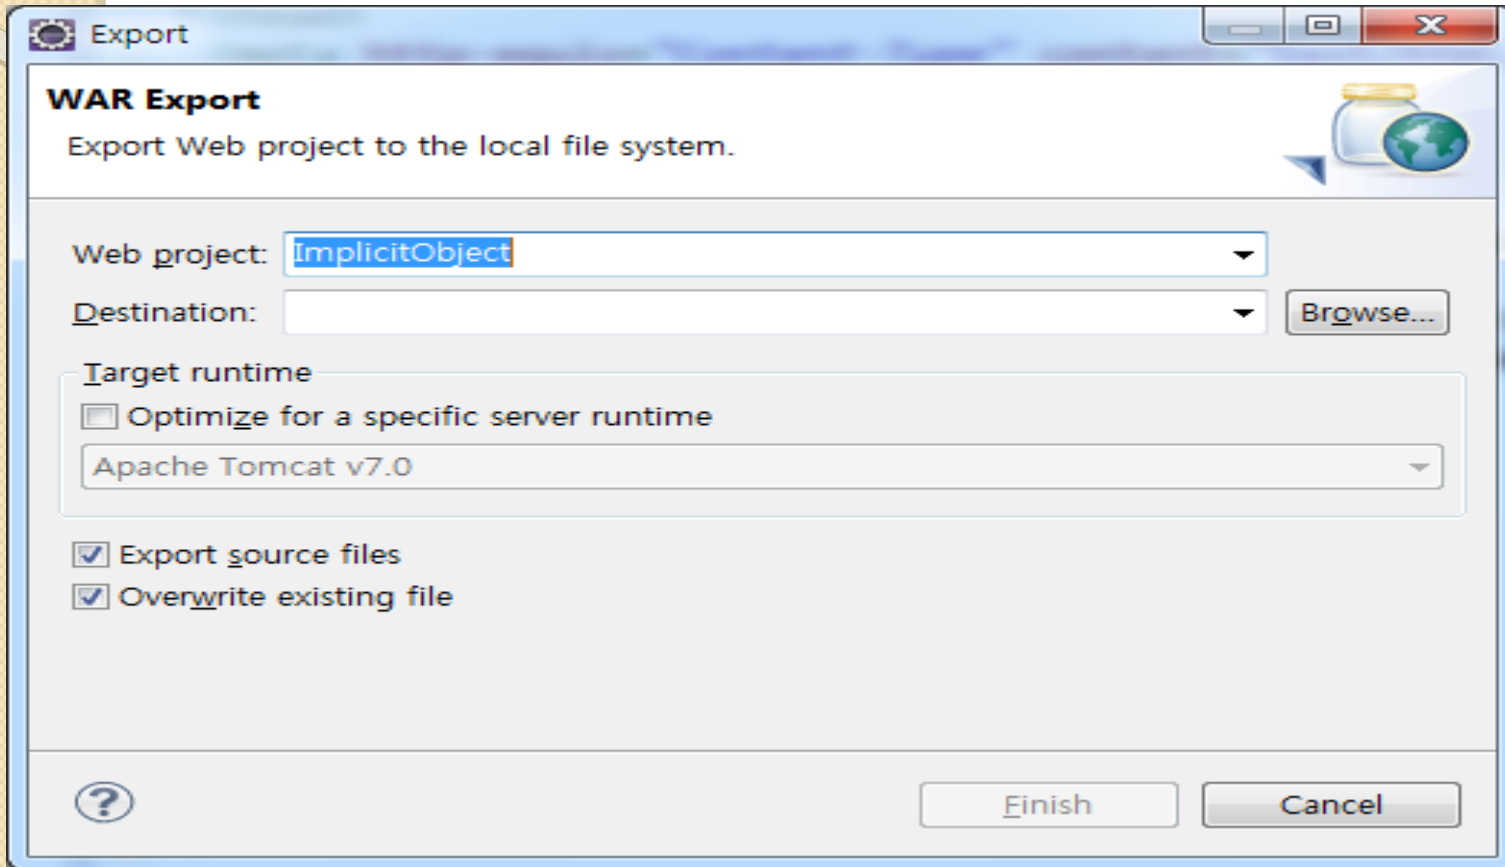 Export
WAR Export
Export Web project to the local file system.
Web project: ImplicitObject
Destination: Browse...
Target runtime
Optimize for a specific server runtime
Apache Tomcat v7.0
Export source files
Overwrite existing file
? Finish Cancel